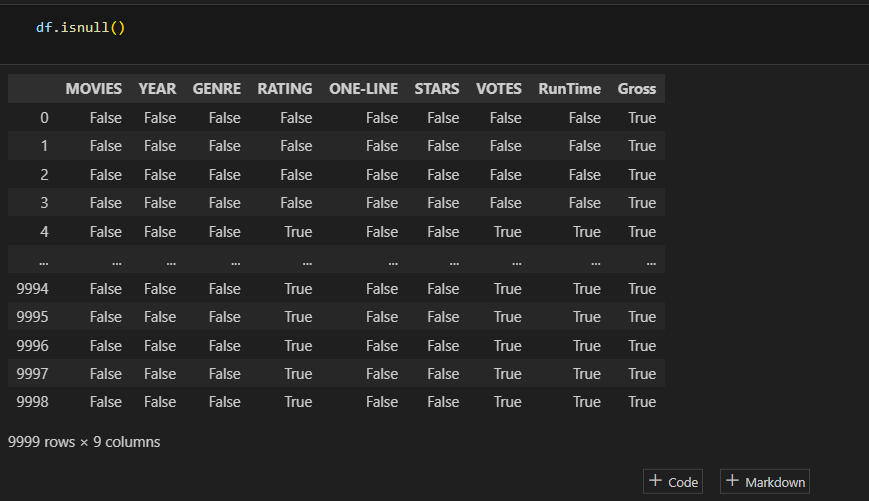 df.isnull()
MOVIES YEAR GENRE RATING ONE-LINE STARS VOTES RunTime Gross
0 False False False False False False False False True
1 False False False False False False False False True
2 False False False False False False False False True
3 False False False False False False False False True
4 False False False True False False True True True
... ... ... ... ... ... ... ... ... ...
9994 False False False True False False True True True
9995 False False False True False False True True True
9996 False False False True False False True True True
9997 False False False True False False True True True
9998 False False False True False False True True True
9999 rows × 9 columns
+ Code + Markdown